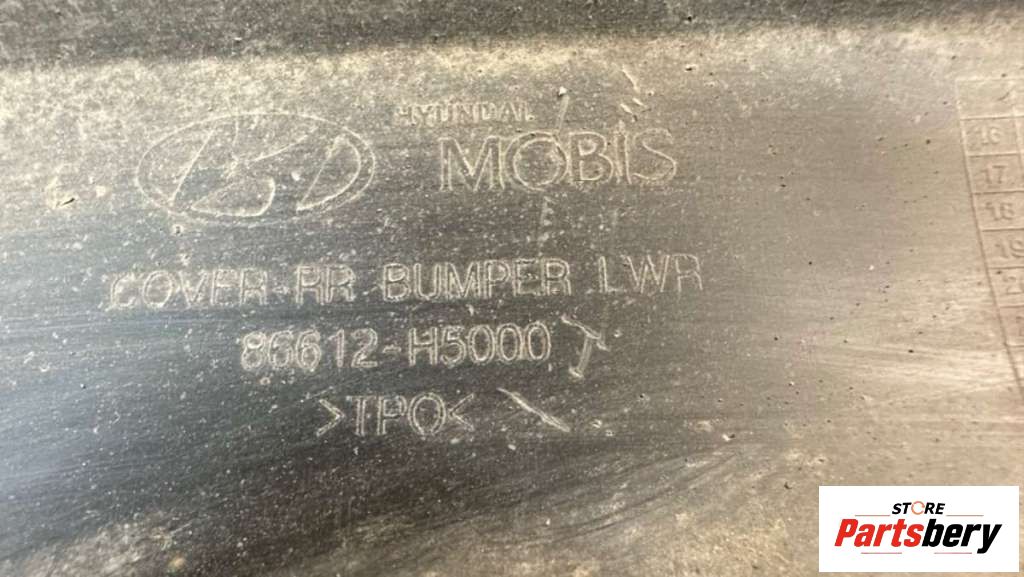 HYUNDAI
MOBIS
COVER-RR BUMPER LWR
86612-H5000
>TPO<
16
17
18
19
STORE
Partsbery